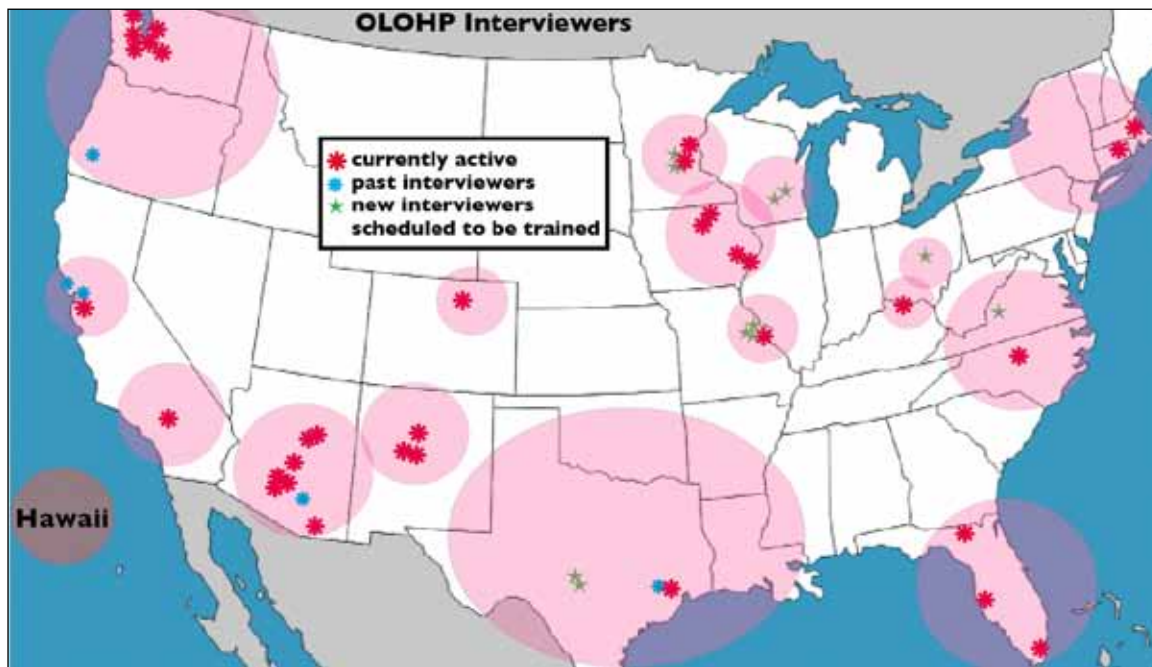 OLOHP Interviewers
currently active
past interviewers
new interviewers
scheduled to be trained
Hawaii